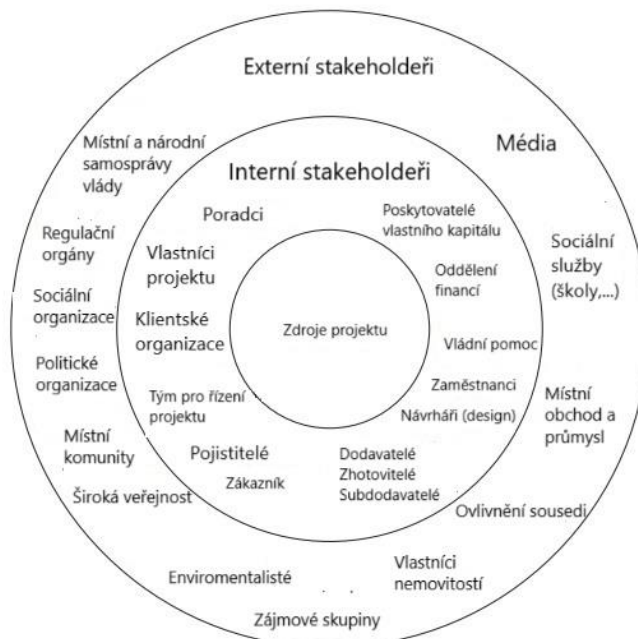 Externí stakeholdeři
Média
Místní a národní
samosprávy
vlády
Interní stakeholdeři
Poradci
Poskytovatelé
vlastního kapitálu
Regulační
orgány
Vlastníci
projektu
Sociální
služby
(školy,...)
Oddělení
financí
Sociální
organizace
Klientské
organizace
Zdroje projektu
Vládní pomoc
Politické
organizace
Zaměstnanci
Tým pro řízení
projektu
Návrháři (design)
Místní
obchod a
průmysl
Místní
komunity
Pojistitelé
Zákazník
Dodavatelé
Zhotovitelé
Subdodavatelé
Široká veřejnost
Ovlivnění sousedi
Enviromentalisté
Vlastníci
nemovitostí
Zájmové skupiny